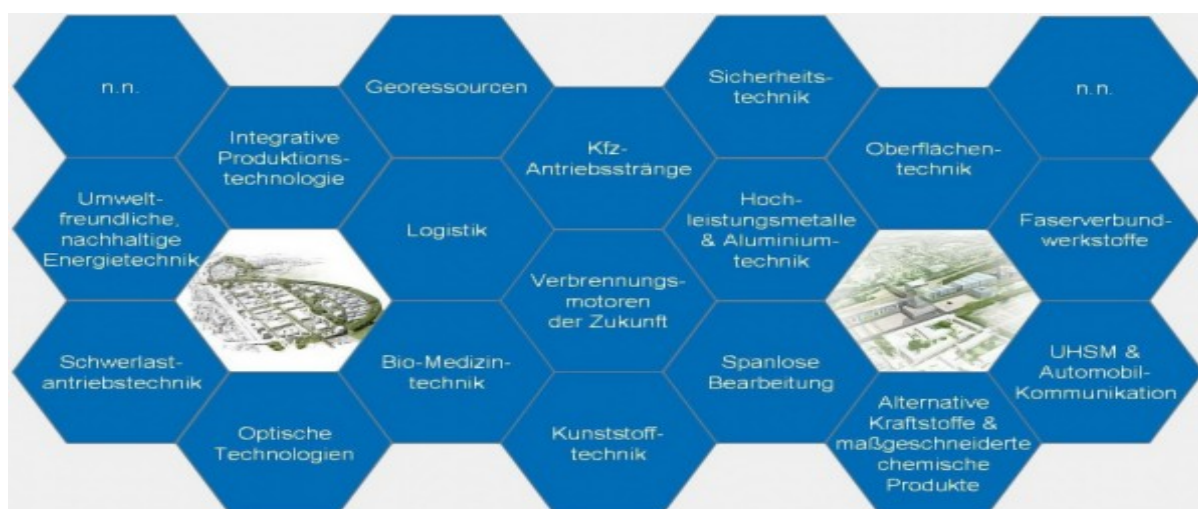 n.n.
Georessourcen
Sicherheits-
technik
n.n.
Integrative
Produktions-
technologie
Kfz-
Antriebsstränge
Oberflächen-
technik
Umwelt-
freundliche,
nachhaltige
Energietechnik
Logistik
Hoch-
leistungsmetalle
& Aluminium-
technik
Faserverbund-
werkstoffe
Verbrennungs-
motoren
der Zukunft
Schwerlast-
antriebstechnik
Bio-Medizin-
technik
Spanlose
Bearbeitung
UHSM &
Automobil-
Kommunikation
Optische
Technologien
Kunststoff-
technik
Alternative
Kraftstoffe &
maßgeschneiderte
chemische
Produkte